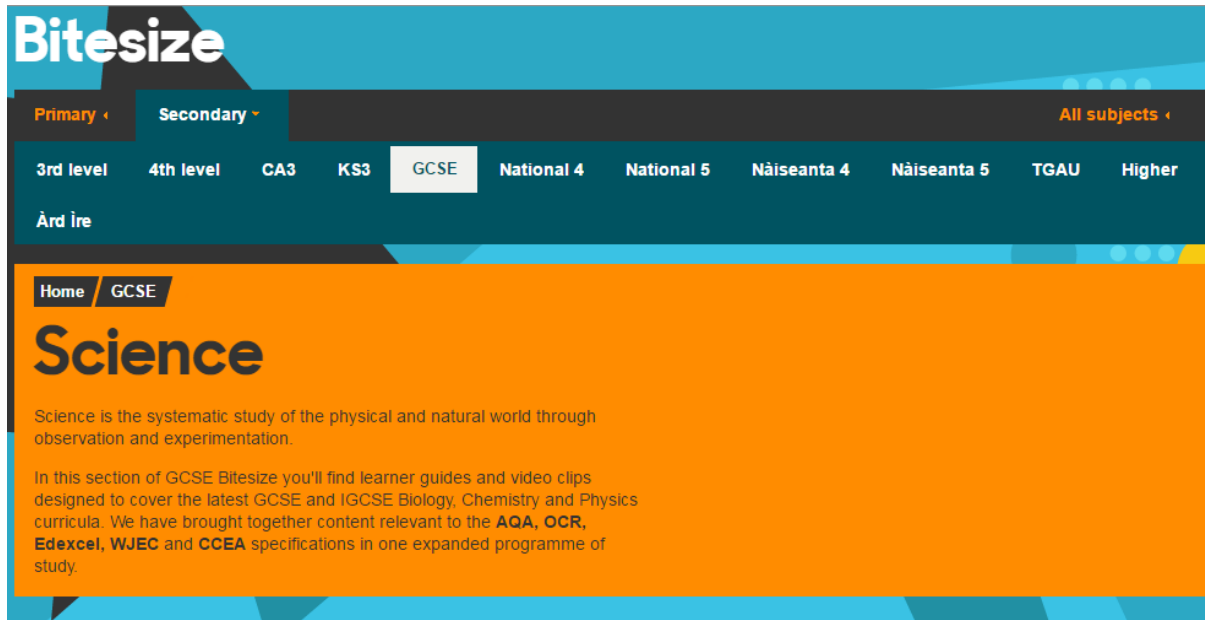 Bitesize
Primary
Secondary
All subjects
3rd level 4th level CA3 KS3 GCSE National 4 National 5 Nàiseanta 4 Nàiseanta 5 TGAU Higher
Àrd Ìre
Home GCSE
Science
Science is the systematic study of the physical and natural world through
observation and experimentation.
In this section of GCSE Bitesize you'll find learner guides and video clips
designed to cover the latest GCSE and IGCSE Biology, Chemistry and Physics
curricula. We have brought together content relevant to the AQA, OCR,
Edexcel, WJEC and CCEA specifications in one expanded programme of
study.